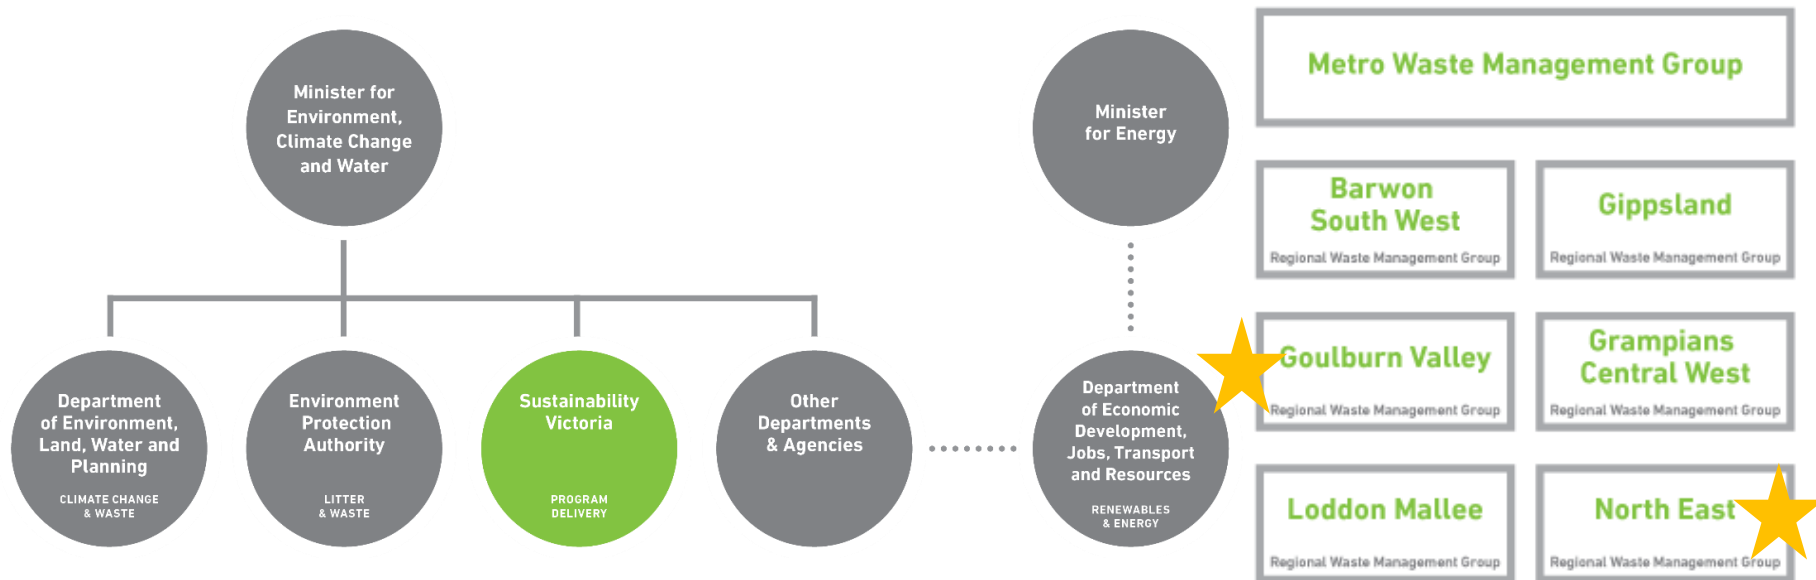 Minister for
Environment,
Climate Change
and Water
Minister
for Energy
Department
of Environment,
Land, Water and
Planning
CLIMATE CHANGE
& WASTE
Environment
Protection
Authority
LITTER
& WASTE
Sustainability
Victoria
PROGRAM
DELIVERY
Other
Departments
& Agencies
Department
of Economic
Development,
Jobs, Transport
and Resources
RENEWABLES
& ENERGY
Metro Waste Management Group
Barwon
South West
Regional Waste Management Group
Gippsland
Regional Waste Management Group
Goulburn Valley
Regional Waste Management Group
Grampians
Central West
Regional Waste Management Group
Loddon Mallee
Regional Waste Management Group
North East
Regional Waste Management Group